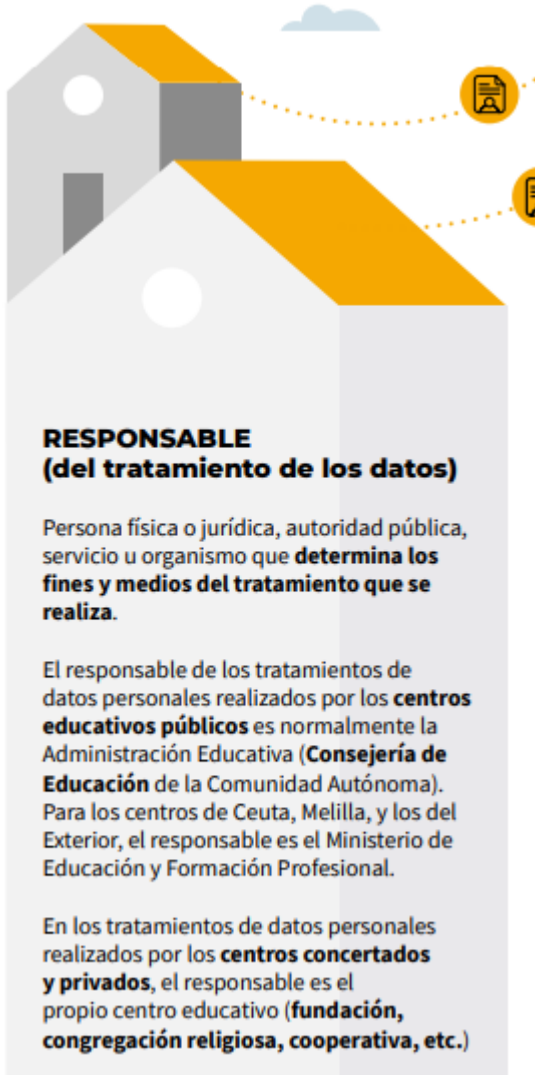 RESPONSABLE
(del tratamiento de los datos)
Persona física o jurídica, autoridad pública,
servicio u organismo que determina los
fines y medios del tratamiento que se
realiza.
El responsable de los tratamientos de
datos personales realizados por los centros
educativos públicos es normalmente la
Administración Educativa (Consejería de
Educación de la Comunidad Autónoma).
Para los centros de Ceuta, Melilla, y los del
Exterior, el responsable es el Ministerio de
Educación y Formación Profesional.
En los tratamientos de datos personales
realizados por los centros concertados
y privados, el responsable es el
propio centro educativo (fundación,
congregación religiosa, cooperativa, etc.)